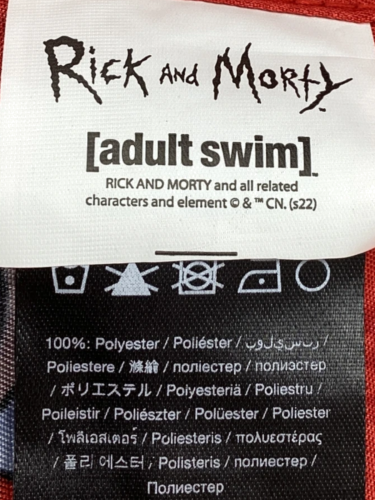 RICK AND MORTY
[adult swim]
RICK AND MORTY and all related
characters and element © & ™ CN. (s22)
100%: Polyester / Poliéster / بوليستر /
Poliestere / 滌綸 / поліестер / полиэстер
/ ポリエステル / Polyesteriä / Poliestru /
Poileistir / Poliészter / Polüester / Poliester
/ โพลีเอสเตอร์ / Poliesteris / πολυεστέρας
/ 폴리 에스터 / Polisteris / полиестер /
Полиестер